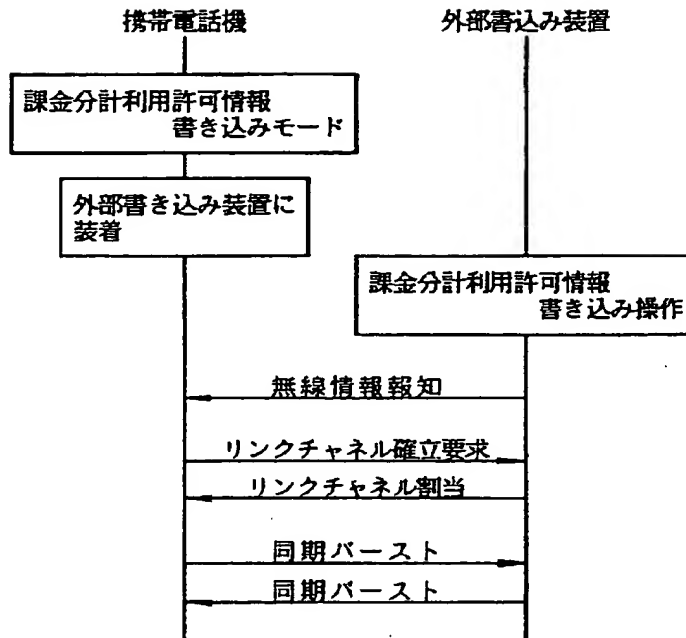 携帯電話機
外部書込み装置
課金分計利用許可情報
書き込みモード
外部書き込み装置に
装着
課金分計利用許可情報
書き込み操作
無線情報報知
リンクチャネル確立要求
リンクチャネル割当
同期バースト
同期バースト